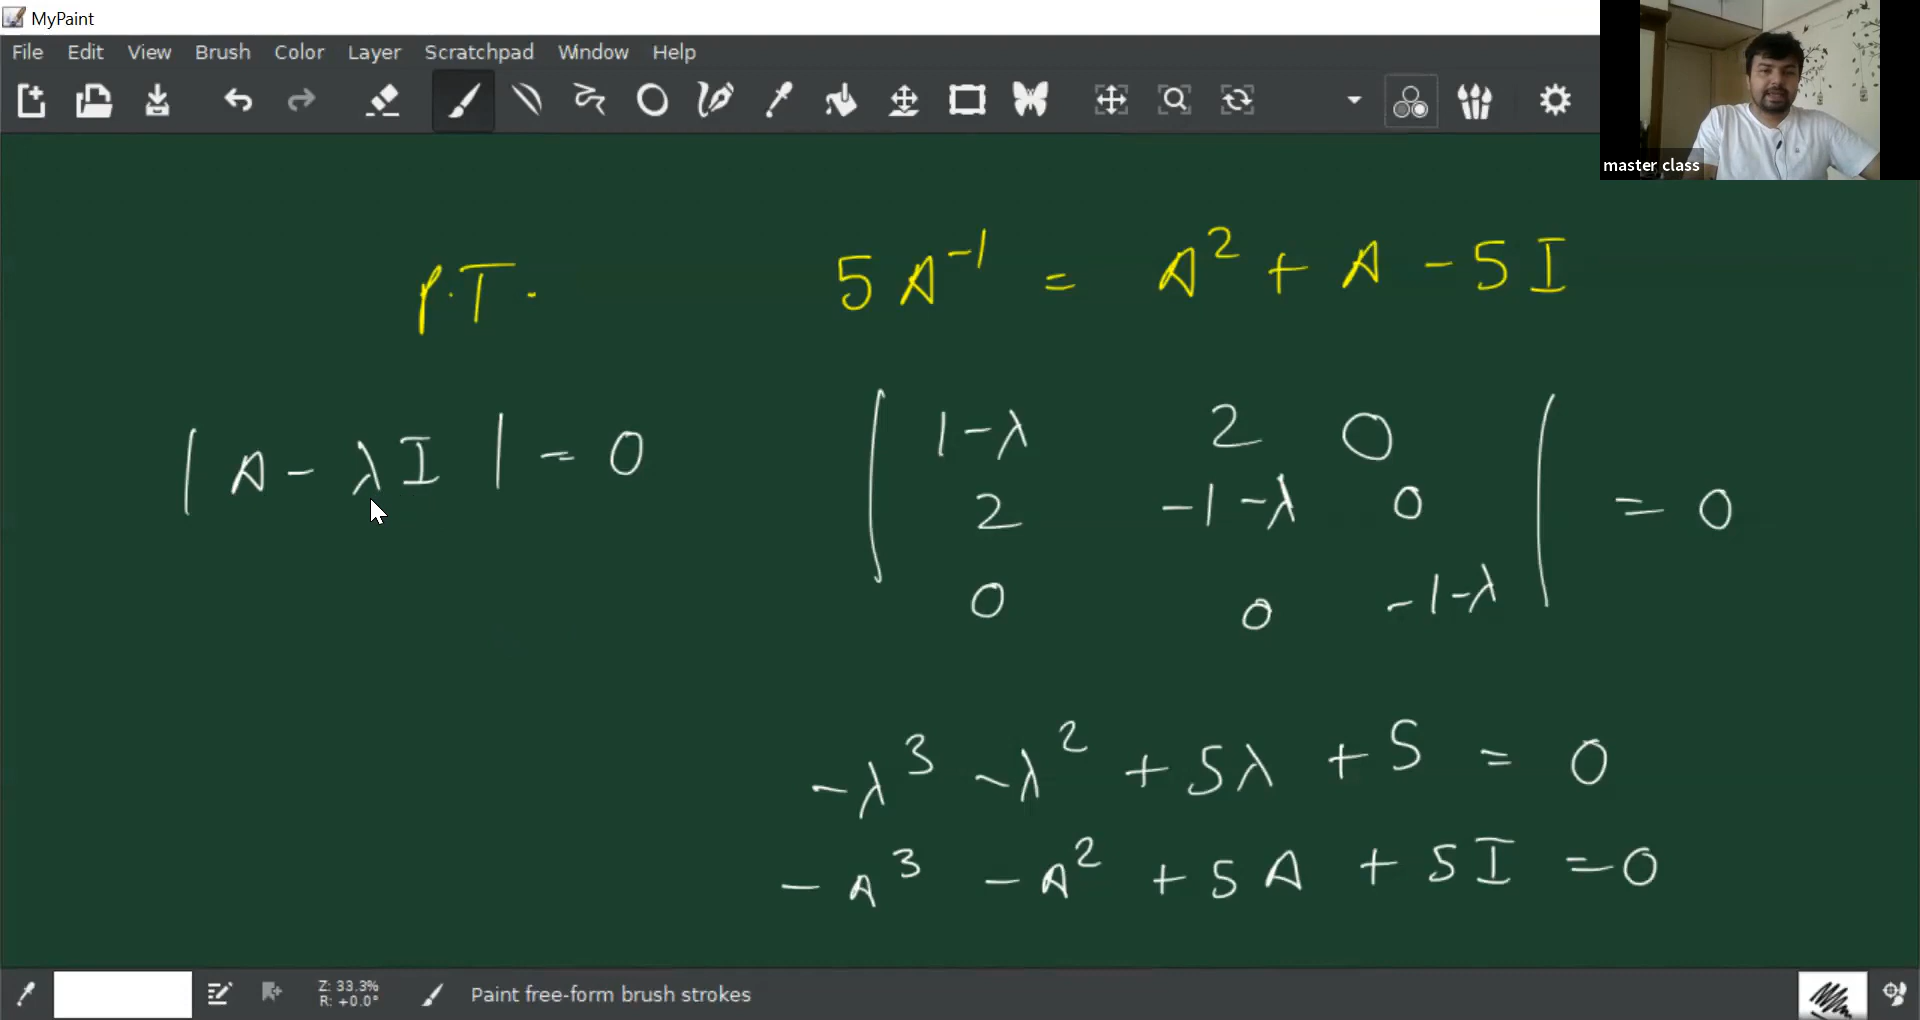 MyPaint
File Edit View Brush Color Layer Scratchpad Window Help
master class
P.T. 5A⁻¹ = A² + A - 5I
|A - λI| = 0
| 1-λ 2 0 |
| 2 -1-λ 0 | = 0
| 0 0 -1-λ |
-λ³ -λ² + 5λ + 5 = 0
-A³ - A² + 5A + 5I = 0
Z: 33.3%
R: +0.0°
Paint free-form brush strokes